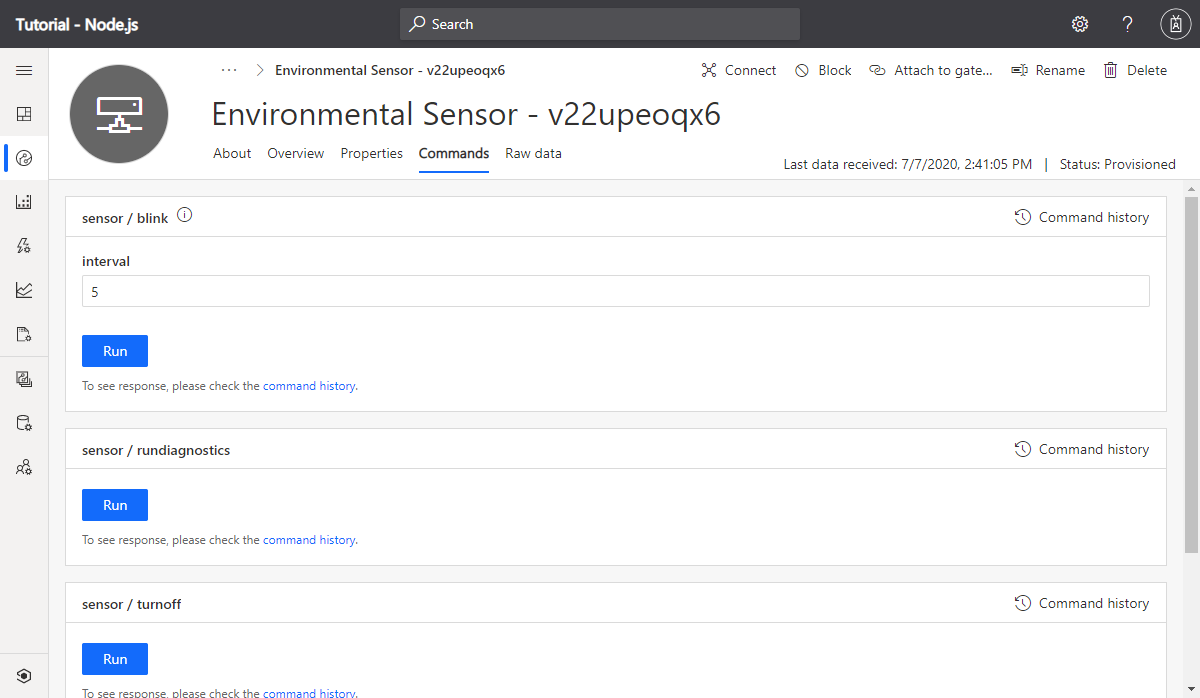 Tutorial - Node.js
Search
?
··· > Environmental Sensor - v22upeoqx6
Connect
Block
Attach to gate...
Rename
Delete
Environmental Sensor - v22upeoqx6
About Overview Properties Commands Raw data
Last data received: 7/7/2020, 2:41:05 PM | Status: Provisioned
sensor / blink
Command history
interval
5
Run
To see response, please check the command history.
sensor / rundiagnostics
Command history
Run
To see response, please check the command history.
sensor / turnoff
Command history
Run
To see response, please check the command history.